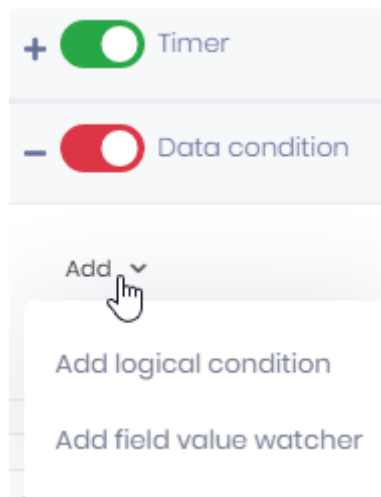 Timer
Data condition
Add
Add logical condition
Add field value watcher